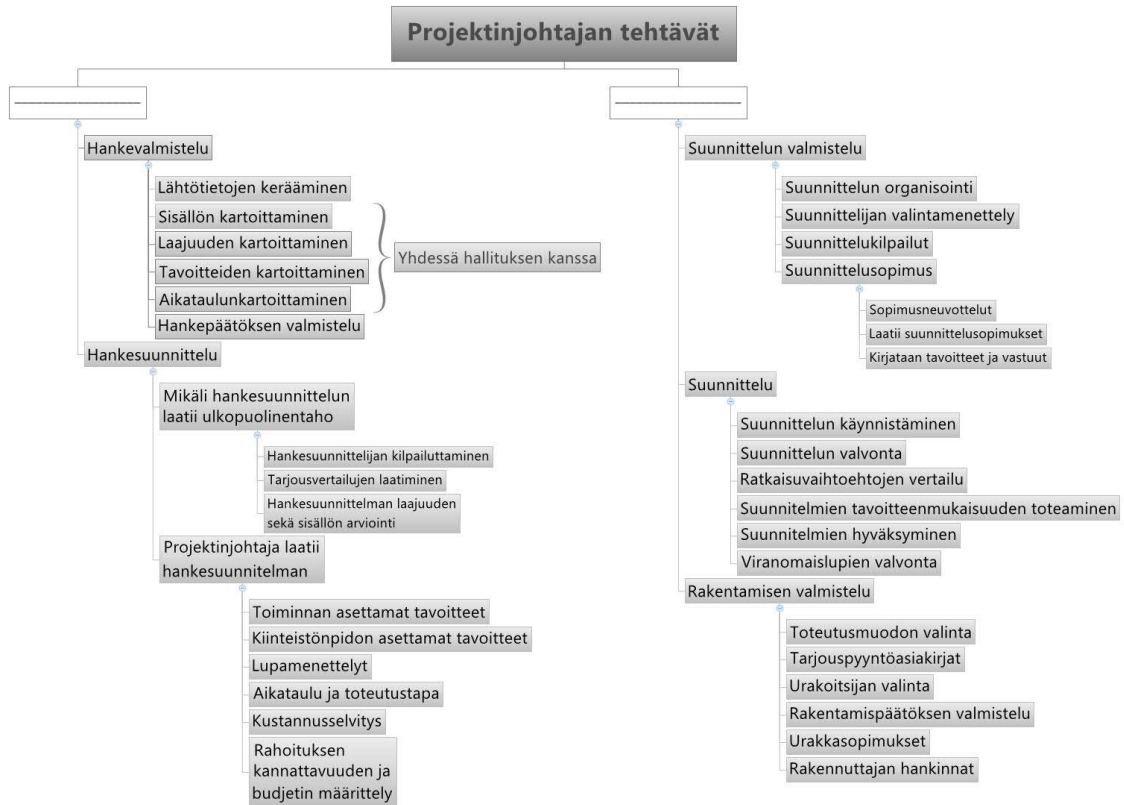 Projektinjohtajan tehtävät
Hankevalmistelu
Lähtötietojen kerääminen
Sisällön kartoittaminen
Laajuuden kartoittaminen
Tavoitteiden kartoittaminen
Aikataulunkartoittaminen
Yhdessä hallituksen kanssa
Hankepäätöksen valmistelu
Hankesuunnittelu
Mikäli hankesuunnittelun
laatii ulkopuolinentaho
Hankesuunnittelijan kilpailuttaminen
Tarjousvertailujen laatiminen
Hankesuunnittelman laajuuden
sekä sisällön arviointi
Projektinjohtaja laatii
hankesuunnitelman
Toiminnan asettamat tavoitteet
Kiinteistönpidon asettamat tavoitteet
Lupamenettelyt
Aikataulu ja toteutustapa
Kustannusselvitys
Rahoituksen
kannattavuuden ja
budjetin määrittely
Suunnittelun valmistelu
Suunnittelun organisointi
Suunnittelijan valintamenettely
Suunnittelukilpailut
Suunnittelusopimus
Sopimusneuvottelut
Laatii suunnittelusopimukset
Kirjataan tavoitteet ja vastuut
Suunnittelu
Suunnittelun käynnistäminen
Suunnittelun valvonta
Ratkaisuvaihtoehtojen vertailu
Suunnitelmien tavoitteenmukaisuuden toteaminen
Suunnitelmien hyväksyminen
Viranomaislupien valvonta
Rakentamisen valmistelu
Toteutusmuodon valinta
Tarjouspyyntöasiakirjat
Urakoitsijan valinta
Rakentamispäätöksen valmistelu
Urakkasopimukset
Rakennuttajan hankinnat